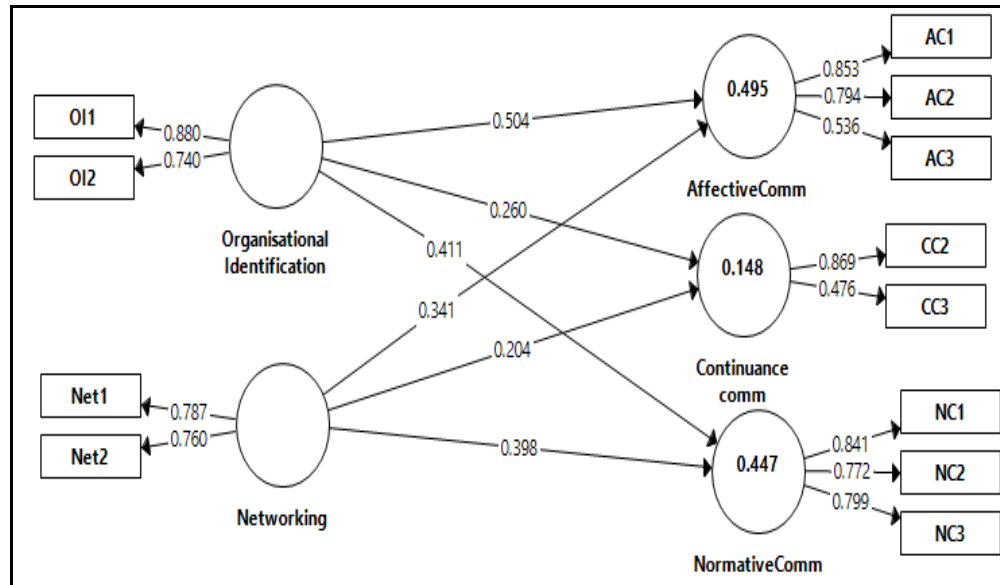 OI1
OI2
0.880
0.740
Organisational
Identification
Net1
Net2
0.787
0.760
Networking
0.504
0.260
0.411
0.341
0.204
0.398
0.495
AffectiveComm
0.853
0.794
0.536
AC1
AC2
AC3
0.148
Continuance
comm
0.869
0.476
CC2
CC3
0.447
NormativeComm
0.841
0.772
0.799
NC1
NC2
NC3